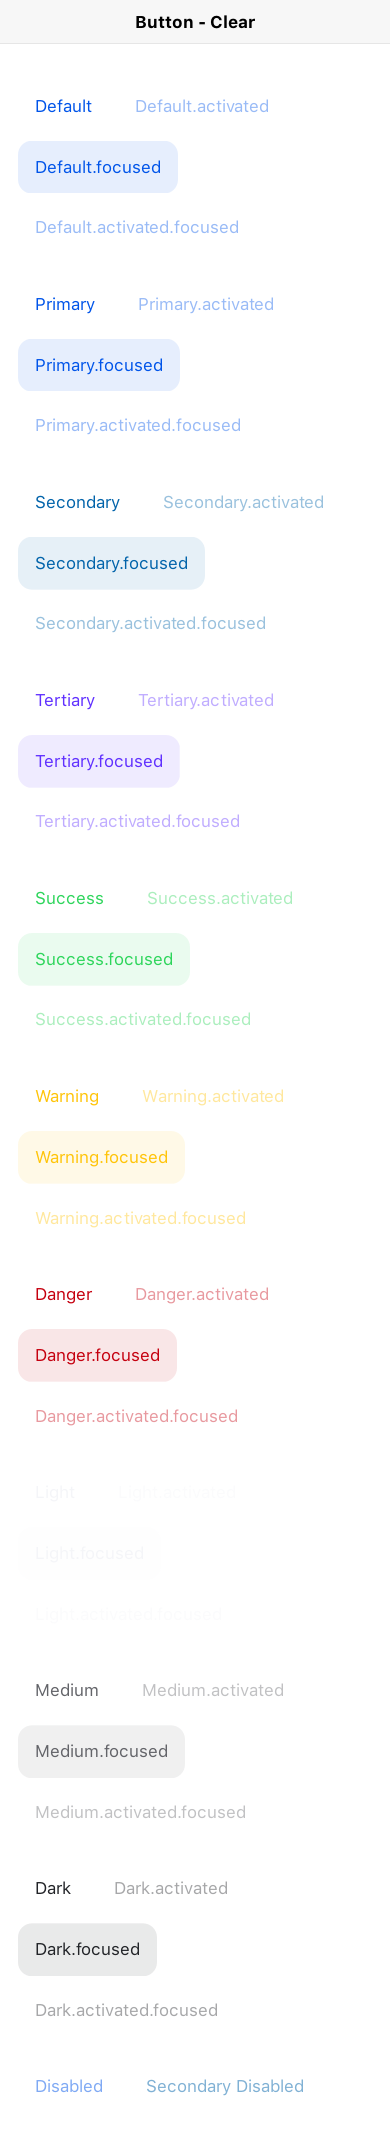 Button - Clear
Default Default.activated
Default.focused
Default.activated.focused
Primary Primary.activated
Primary.focused
Primary.activated.focused
Secondary Secondary.activated
Secondary.focused
Secondary.activated.focused
Tertiary Tertiary.activated
Tertiary.focused
Tertiary.activated.focused
Success Success.activated
Success.focused
Success.activated.focused
Warning Warning.activated
Warning.focused
Warning.activated.focused
Danger Danger.activated
Danger.focused
Danger.activated.focused
Light Light.activated
Light.focused
Light.activated.focused
Medium Medium.activated
Medium.focused
Medium.activated.focused
Dark Dark.activated
Dark.focused
Dark.activated.focused
Disabled Secondary Disabled